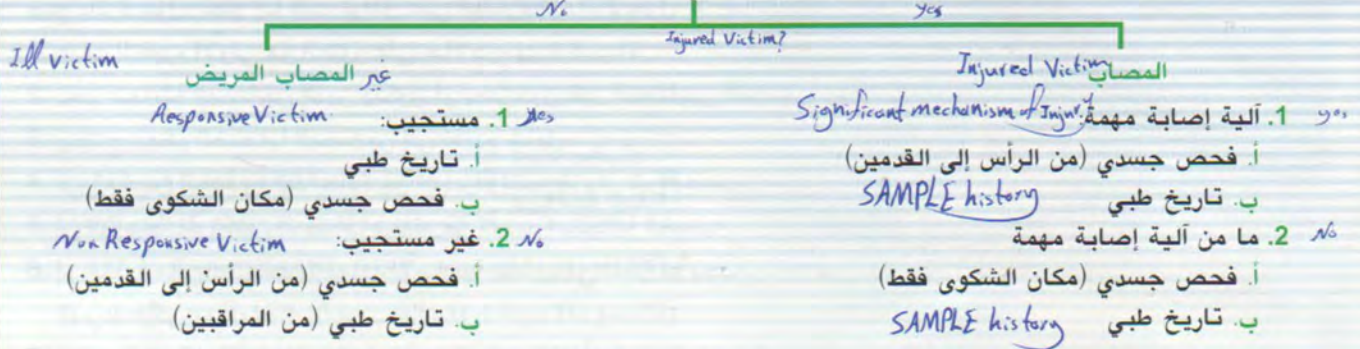 No yes
Injured Victim?
Injured Victim المصاب
Significant mechanism of Injury yes 1. آلية إصابة مهمة:
أ. فحص جسدي (من الرأس إلى القدمين)
ب. تاريخ طبي SAMPLE history
No 2. ما من آلية إصابة مهمة
أ. فحص جسدي (مكان الشكوى فقط)
ب. تاريخ طبي SAMPLE history
Ill victim غير المصاب المريض
Responsive Victim yes 1. مستجيب:
أ. تاريخ طبي
ب. فحص جسدي (مكان الشكوى فقط)
Non Responsive Victim No 2. غير مستجيب:
أ. فحص جسدي (من الرأس إلى القدمين)
ب. تاريخ طبي (من المراقبين)